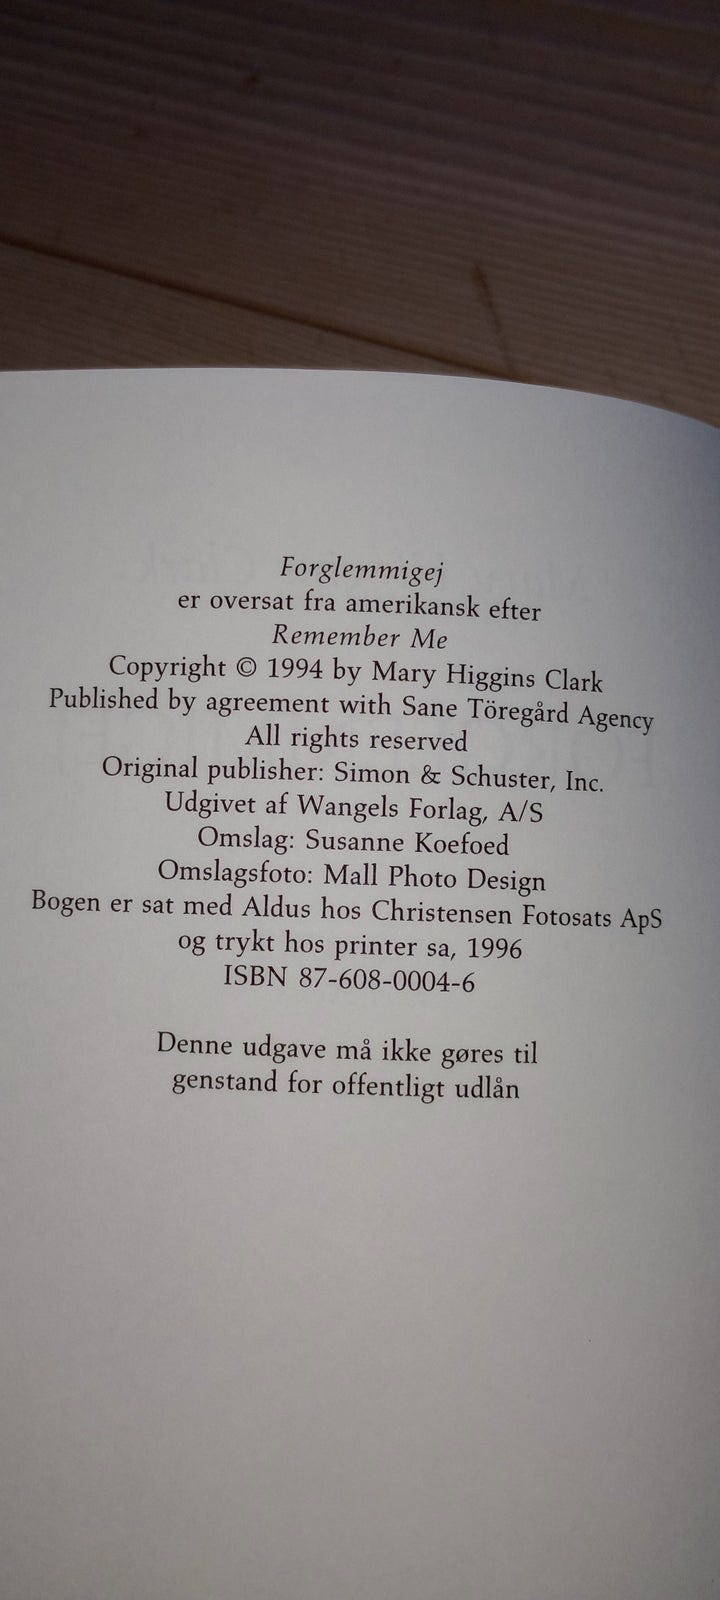 Forglemmigej
er oversat fra amerikansk efter
Remember Me
Copyright © 1994 by Mary Higgins Clark
Published by agreement with Sane Töregård Agency
All rights reserved
Original publisher: Simon & Schuster, Inc.
Udgivet af Wangels Forlag, A/S
Omslag: Susanne Koefoed
Omslagsfoto: Mall Photo Design
Bogen er sat med Aldus hos Christensen Fotosats ApS
og trykt hos printer sa, 1996
ISBN 87-608-0004-6
Denne udgave må ikke gøres til
genstand for offentligt udlån